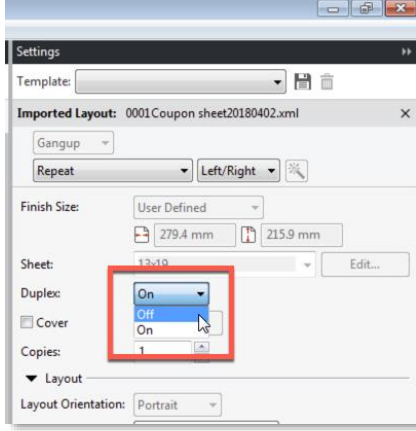 Settings
Template:
Imported Layout: 0001Coupon sheet20180402.xml
Gangup
Repeat Left/Right
Finish Size: User Defined
279.4 mm 215.9 mm
Sheet: 13x19 Edit...
Duplex: On
Off
Cover On
Copies: 1
Layout
Layout Orientation: Portrait